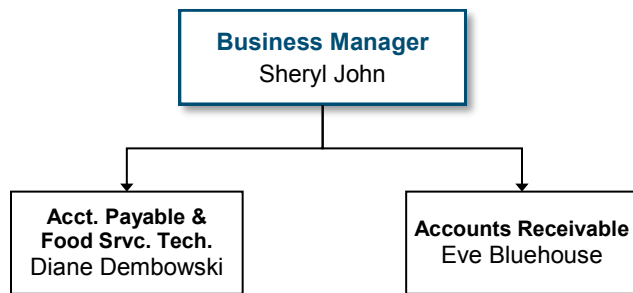 Business Manager
Sheryl John
Acct. Payable &
Food Srvc. Tech.
Diane Dembowski
Accounts Receivable
Eve Bluehouse